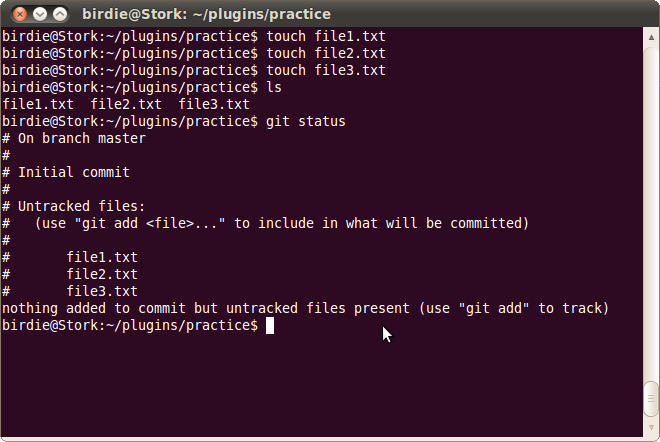 birdie@Stork: ~/plugins/practice
birdie@Stork:~/plugins/practice$ touch file1.txt
birdie@Stork:~/plugins/practice$ touch file2.txt
birdie@Stork:~/plugins/practice$ touch file3.txt
birdie@Stork:~/plugins/practice$ ls
file1.txt  file2.txt  file3.txt
birdie@Stork:~/plugins/practice$ git status
# On branch master
#
# Initial commit
#
# Untracked files:
#   (use "git add <file>..." to include in what will be committed)
#
#       file1.txt
#       file2.txt
#       file3.txt
nothing added to commit but untracked files present (use "git add" to track)
birdie@Stork:~/plugins/practice$